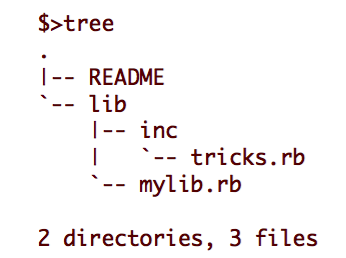 $>tree
.
|-- README
`-- lib
    |-- inc
    |   `-- tricks.rb
    `-- mylib.rb

2 directories, 3 files